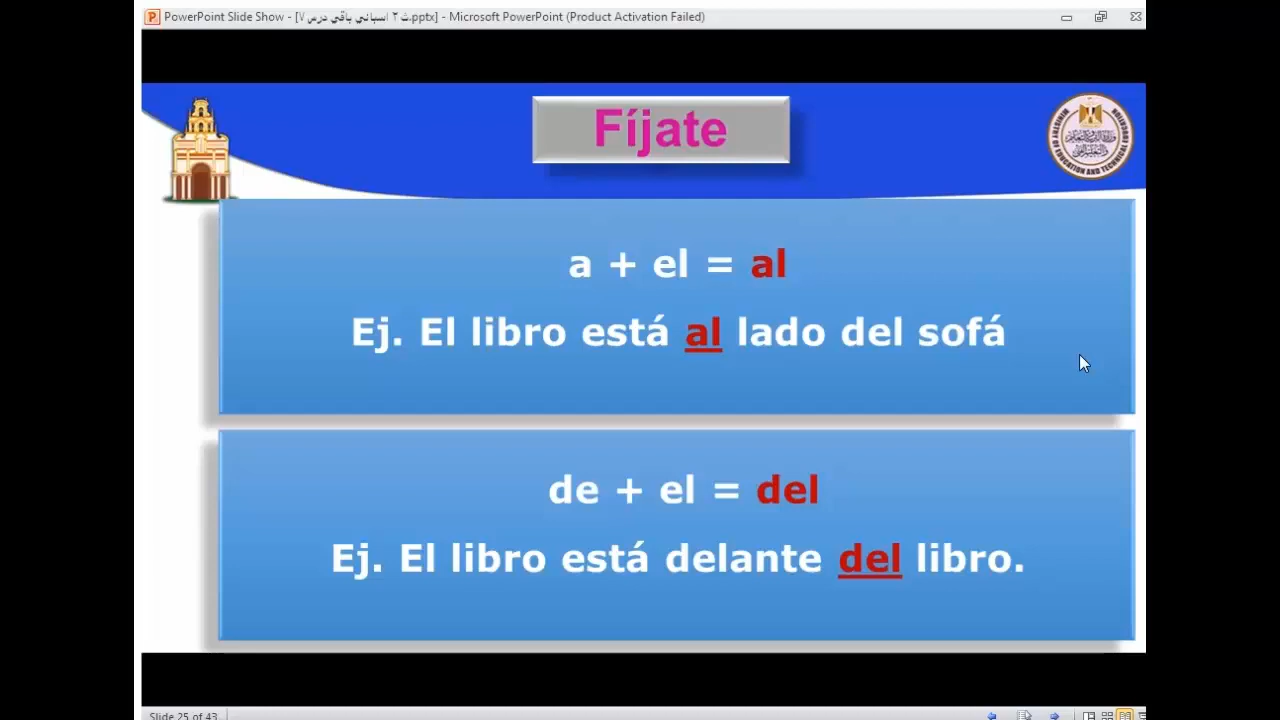 PowerPoint Slide Show - [ث ٢ اسباني باقي درس ٧.pptx] - Microsoft PowerPoint (Product Activation Failed)
Fíjate
a + el = al
Ej. El libro está al lado del sofá
de + el = del
Ej. El libro está delante del libro.
Slide 25 of 43